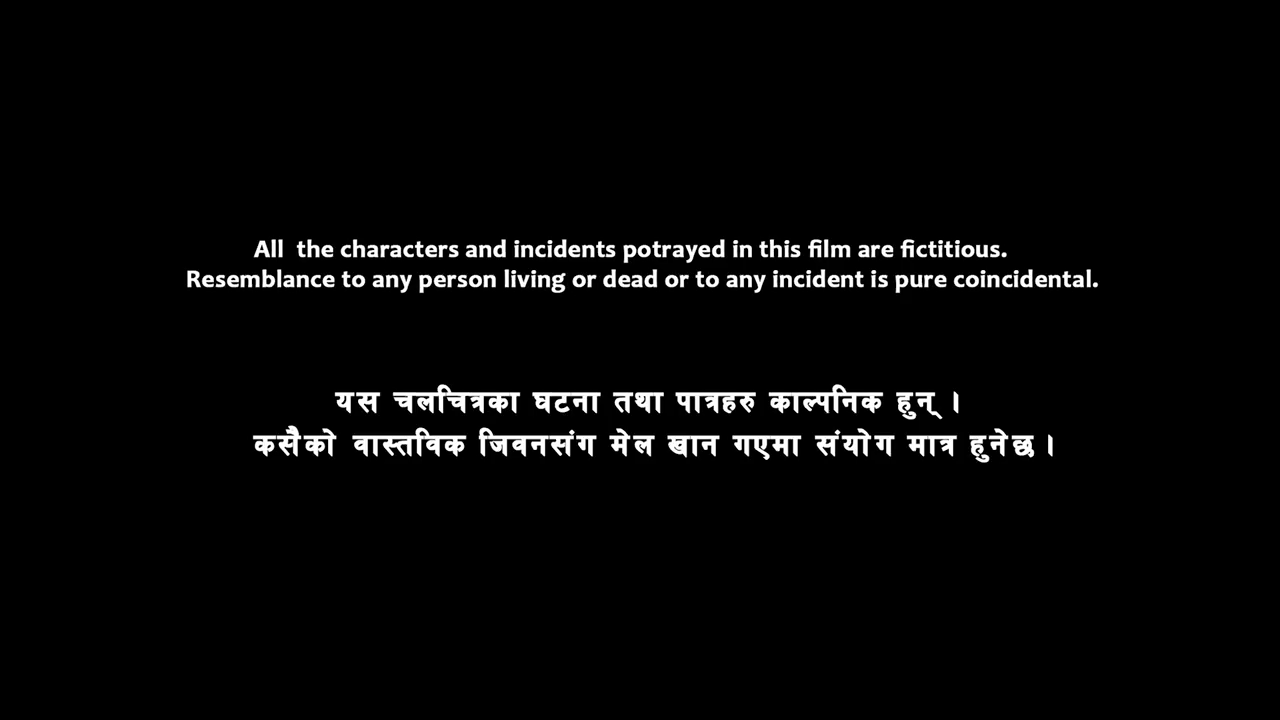 All  the characters and incidents potrayed in this film are fictitious.
Resemblance to any person living or dead or to any incident is pure coincidental.
यस चलचित्रका घटना तथा पात्रहरु काल्पनिक हुन् ।
कसैको वास्तविक जिवनसंग मेल खान गएमा संयोग मात्र हुनेछ ।